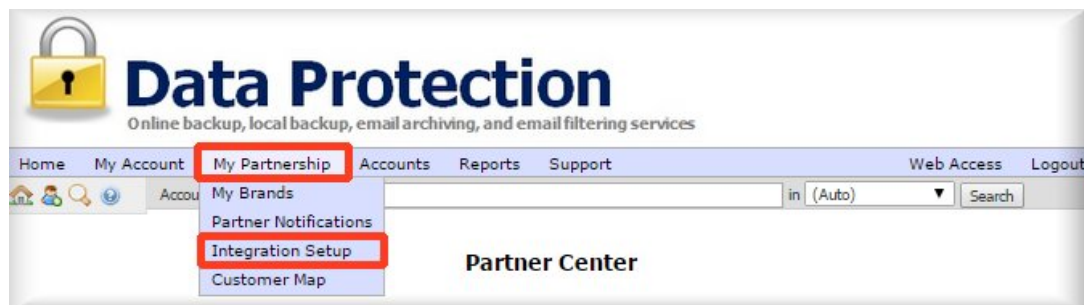 Data Protection
Online backup, local backup, email archiving, and email filtering services
Home My Account My Partnership Accounts Reports Support Web Access Logout
Accou in (Auto) Search
My Brands
Partner Notifications
Integration Setup
Customer Map
Partner Center